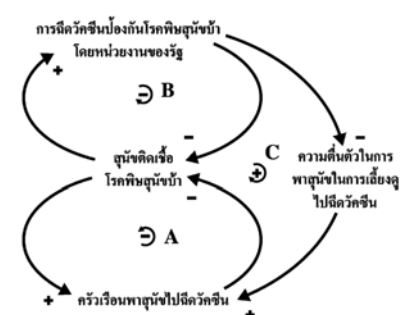 การฉีดวัคซีนป้องกันโรคพิษสุนัขบ้า
โดยหน่วยงานของรัฐ
+
B
-
-
-
C
+
สุนัขติดเชื้อ
โรคพิษสุนัขบ้า
ความตื่นตัวในการ
พาสุนัขในการเลี้ยงดู
ไปฉีดวัคซีน
-
A
-
+
ครัวเรือนพาสุนัขไปฉีดวัคซีน
+